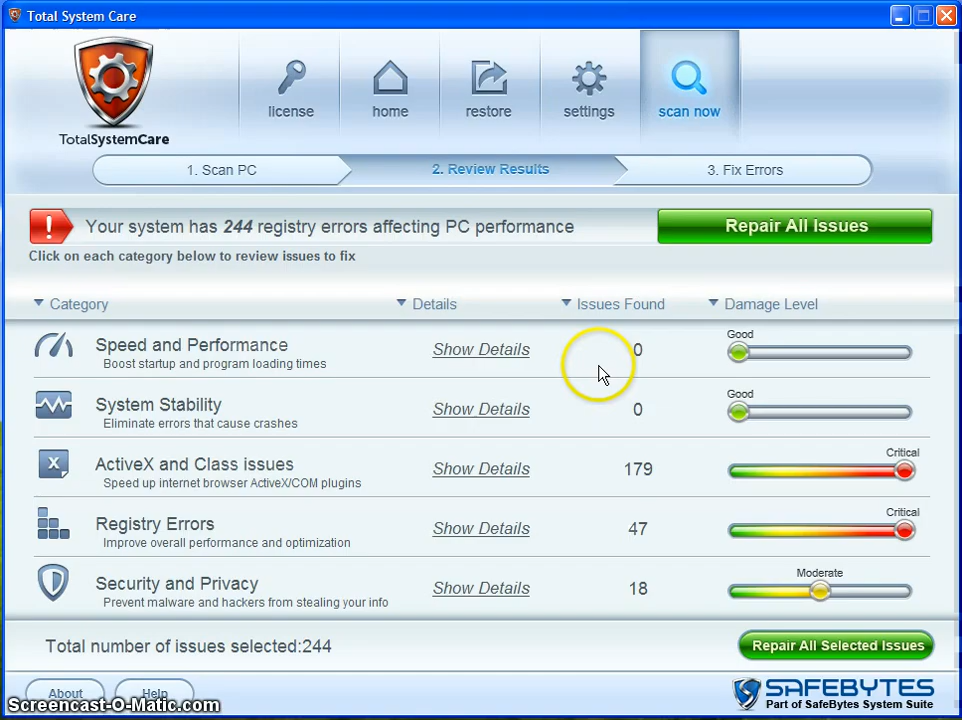 Total System Care
license
home
restore
settings
scan now
TotalSystemCare
1. Scan PC
2. Review Results
3. Fix Errors
! Your system has 244 registry errors affecting PC performance
Repair All Issues
Click on each category below to review issues to fix
Category Details Issues Found Damage Level
Speed and Performance Show Details 0 Good
Boost startup and program loading times
System Stability Show Details 0 Good
Eliminate errors that cause crashes
X ActiveX and Class issues Show Details 179 Critical
Speed up internet browser ActiveX/COM plugins
Registry Errors Show Details 47 Critical
Improve overall performance and optimization
Security and Privacy Show Details 18 Moderate
Prevent malware and hackers from stealing your info
Total number of issues selected:244
Repair All Selected Issues
About
Help
SAFEBYTES
Part of SafeBytes System Suite
Screencast-O-Matic.com